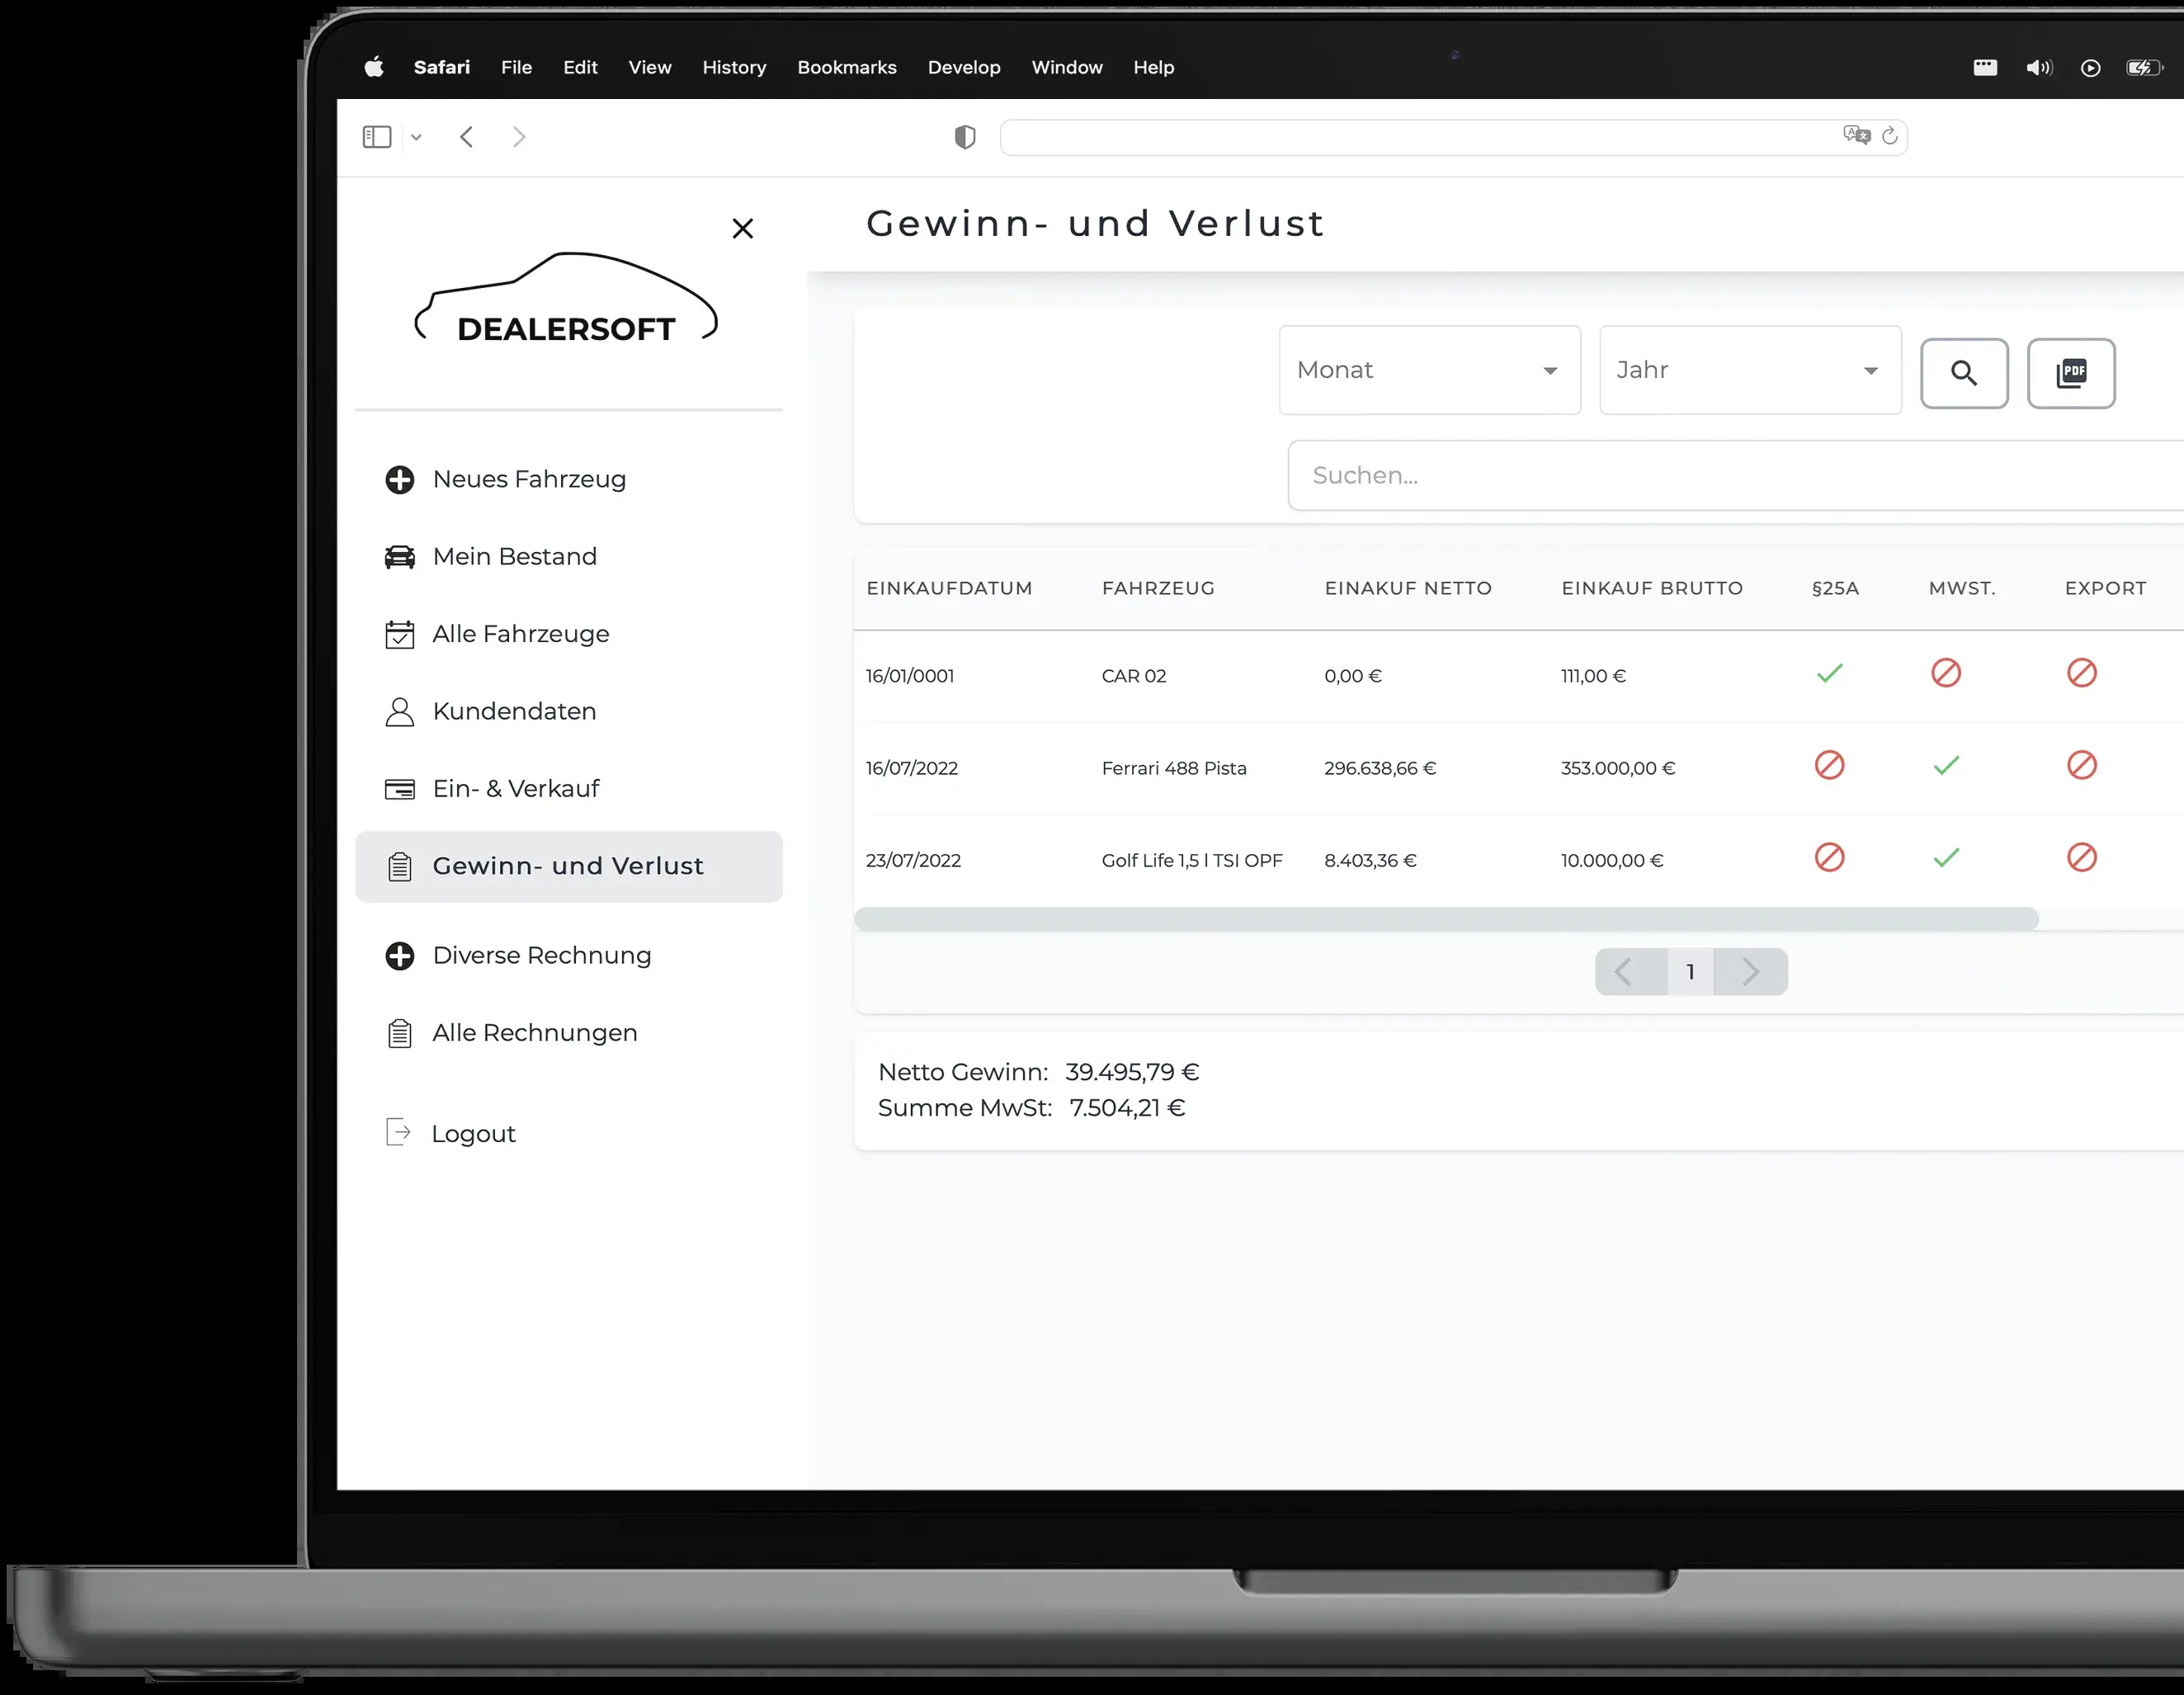 Safari File Edit View History Bookmarks Develop Window Help
DEALERSOFT
Neues Fahrzeug
Mein Bestand
Alle Fahrzeuge
Kundendaten
Ein- & Verkauf
Gewinn- und Verlust
Diverse Rechnung
Alle Rechnungen
Logout
Gewinn- und Verlust
Monat Jahr PDF
Suchen...
EINKAUFDATUM FAHRZEUG EINAKUF NETTO EINKAUF BRUTTO §25A MWST. EXPORT
16/01/0001 CAR 02 0,00 € 111,00 €
16/07/2022 Ferrari 488 Pista 296.638,66 € 353.000,00 €
23/07/2022 Golf Life 1,5 l TSI OPF 8.403,36 € 10.000,00 €
1
Netto Gewinn: 39.495,79 €
Summe MwSt: 7.504,21 €